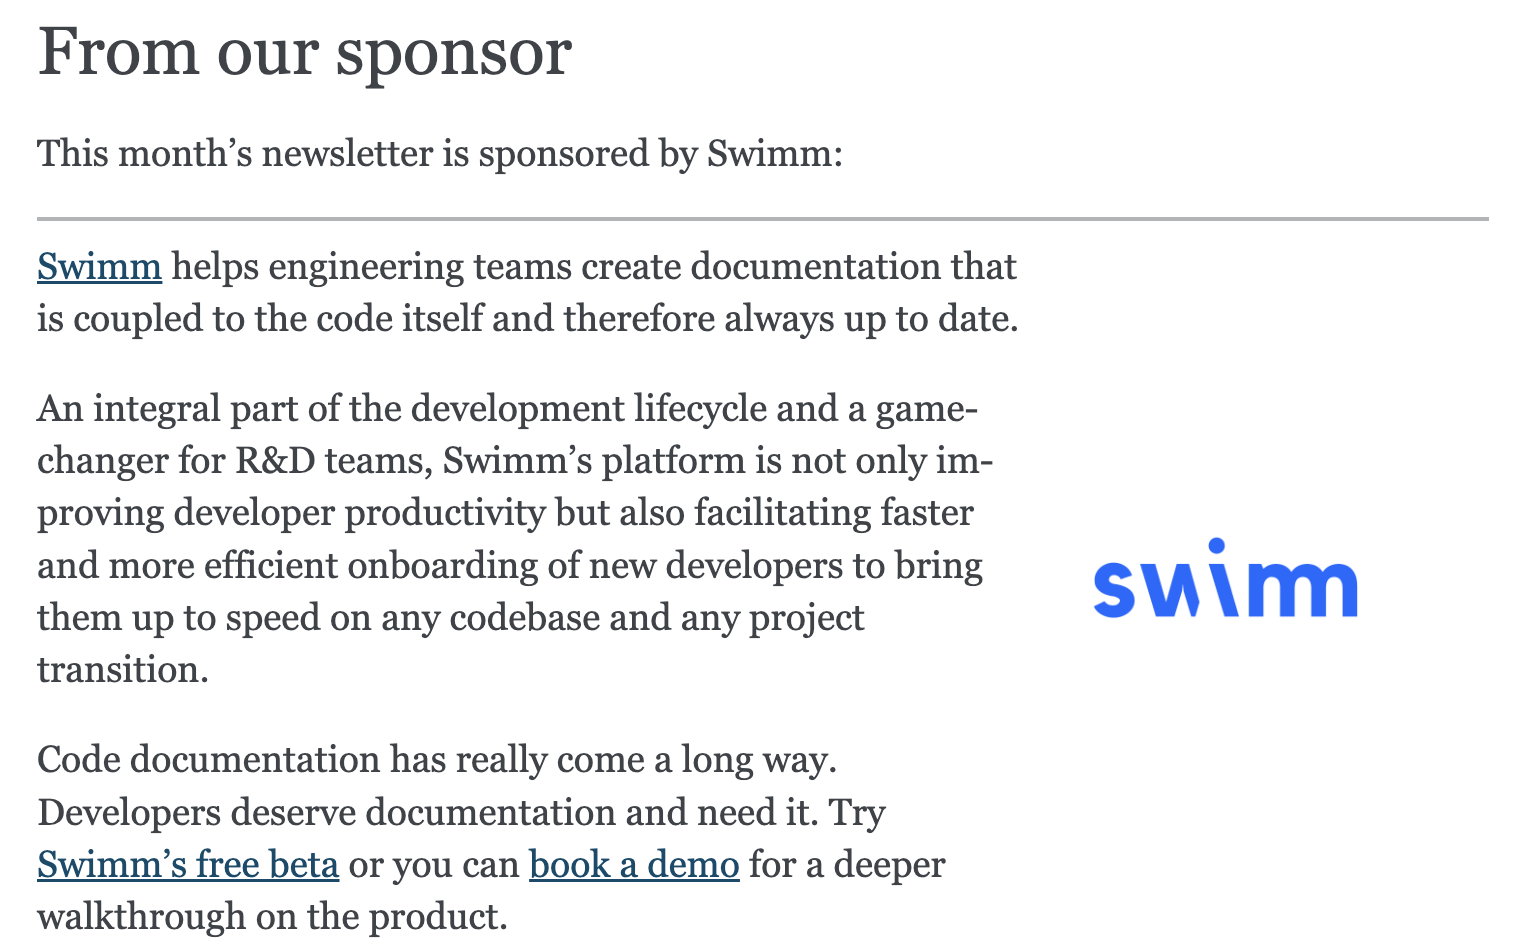 From our sponsor
This month’s newsletter is sponsored by Swimm:
Swimm helps engineering teams create documentation that
is coupled to the code itself and therefore always up to date.
An integral part of the development lifecycle and a game-
changer for R&D teams, Swimm’s platform is not only im-
proving developer productivity but also facilitating faster
and more efficient onboarding of new developers to bring
them up to speed on any codebase and any project
transition.
swimm
Code documentation has really come a long way.
Developers deserve documentation and need it. Try
Swimm’s free beta or you can book a demo for a deeper
walkthrough on the product.